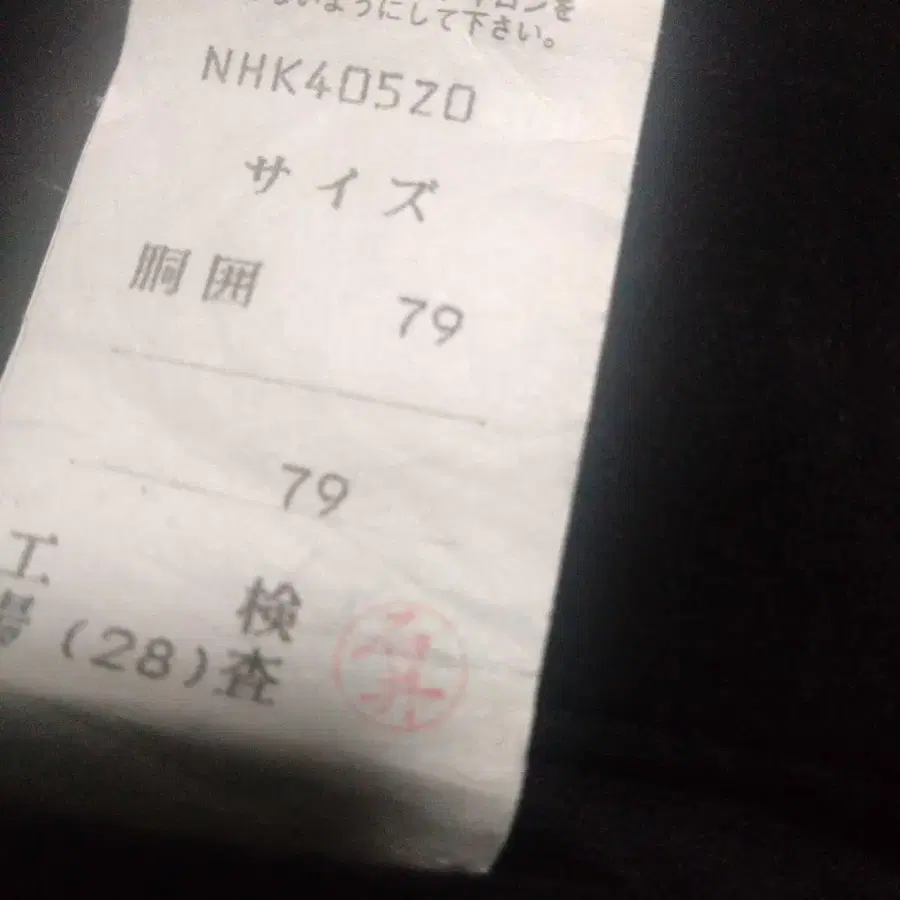 ないようにして下さい。
NHK40520
サイズ
胴囲 79
79
工 検
場 (28) 査